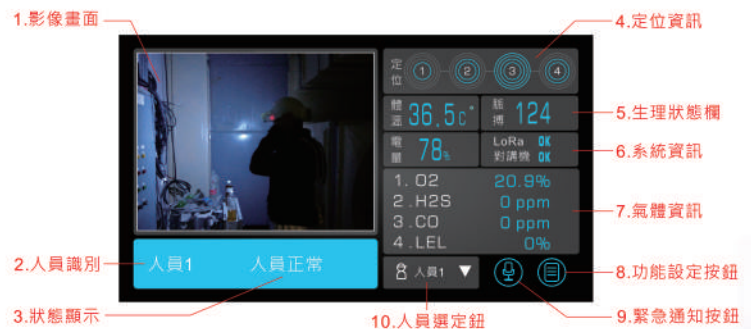 1.影像畫面
4.定位資訊
定位
1 2 3 4
體溫 36.5c° 脈搏 124
5.生理狀態欄
電量 78%
LoRa OK
對講機 OK
6.系統資訊
1. O2 20.9%
2 .H2S 0 ppm
3 .CO 0 ppm
4 .LEL 0%
7.氣體資訊
2.人員識別
人員1 人員正常
人員1 ▼
8.功能設定按鈕
3.狀態顯示
10.人員選定鈕
9.緊急通知按鈕